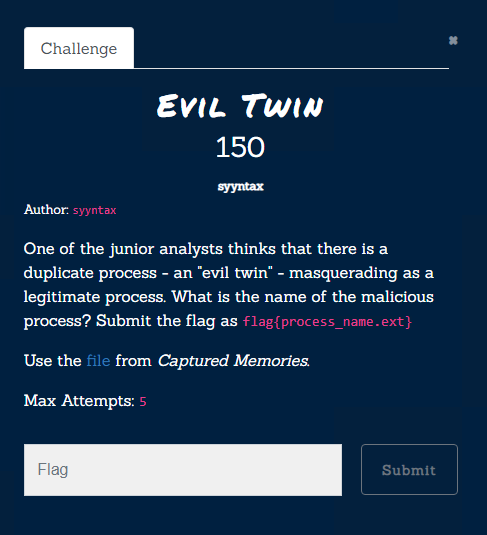 Challenge
✖
Evil Twin
150
syyntax
Author: syyntax
One of the junior analysts thinks that there is a
duplicate process - an "evil twin" - masquerading as a
legitimate process. What is the name of the malicious
process? Submit the flag as flag{process_name.ext}
Use the file from Captured Memories.
Max Attempts: 5
Flag
Submit